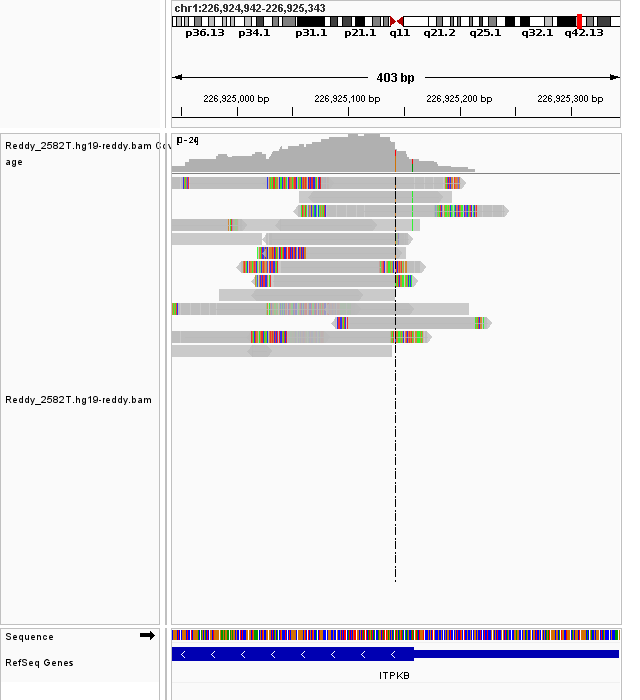 chr1:226,924,942-226,925,343
p36.13 p34.1 p31.1 p21.1 q11 q21.2 q25.1 q32.1 q42.13
403 bp
226,925,000 bp 226,925,100 bp 226,925,200 bp 226,925,300 bp
[0-24]
Reddy_2582T.hg19-reddy.bam Cov
age
Reddy_2582T.hg19-reddy.bam
Sequence
RefSeq Genes
ITPKB